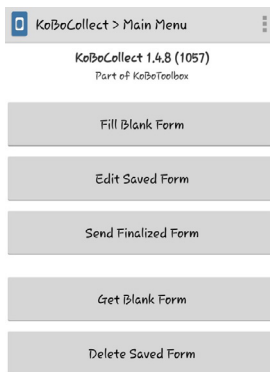 KoBoCollect > Main Menu
KoBoCollect 1.4.8 (1057)
Part of KoBoToolbox
Fill Blank Form
Edit Saved Form
Send Finalized Form
Get Blank Form
Delete Saved Form